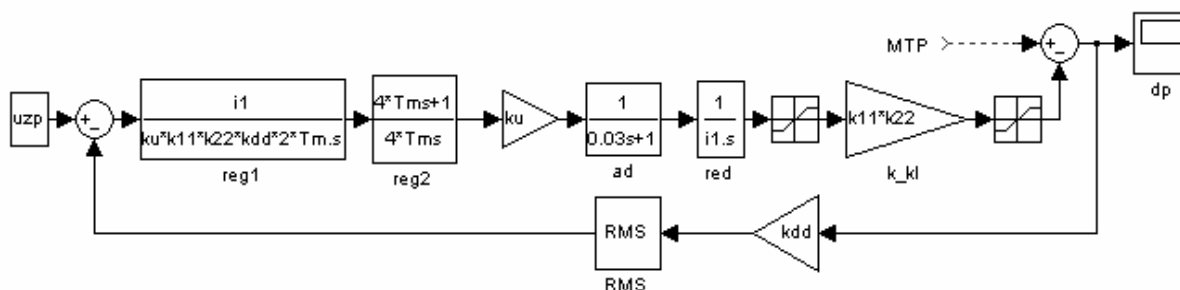 MTP
dp
uzp
+
-
i1
ku*k11*k22*kdd*2*Tm.s
reg1
4*Tms+1
4*Tms
reg2
ku
1
0.03s+1
ad
1
i1.s
red
k11*k22
k_kl
+
-
RMS
RMS
kdd